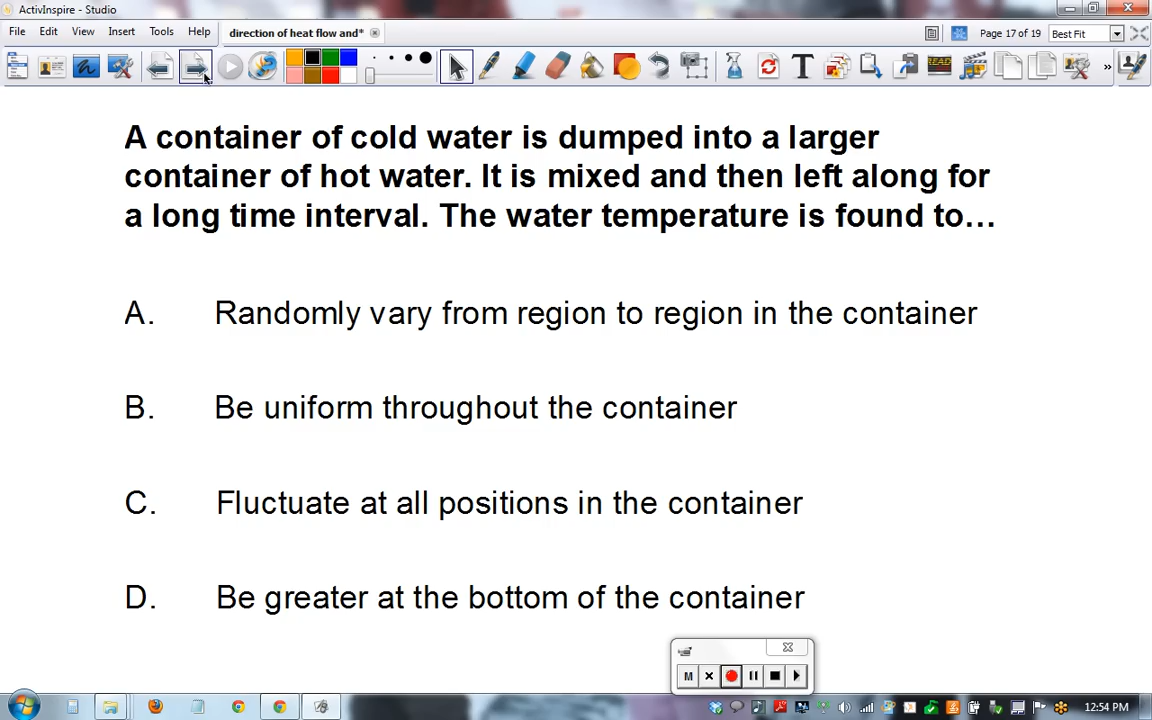 ActivInspire - Studio
File Edit View Insert Tools Help direction of heat flow and* Page 17 of 19 Best Fit
A container of cold water is dumped into a larger
container of hot water. It is mixed and then left along for
a long time interval. The water temperature is found to…
A. Randomly vary from region to region in the container
B. Be uniform throughout the container
C. Fluctuate at all positions in the container
D. Be greater at the bottom of the container
M
12:54 PM